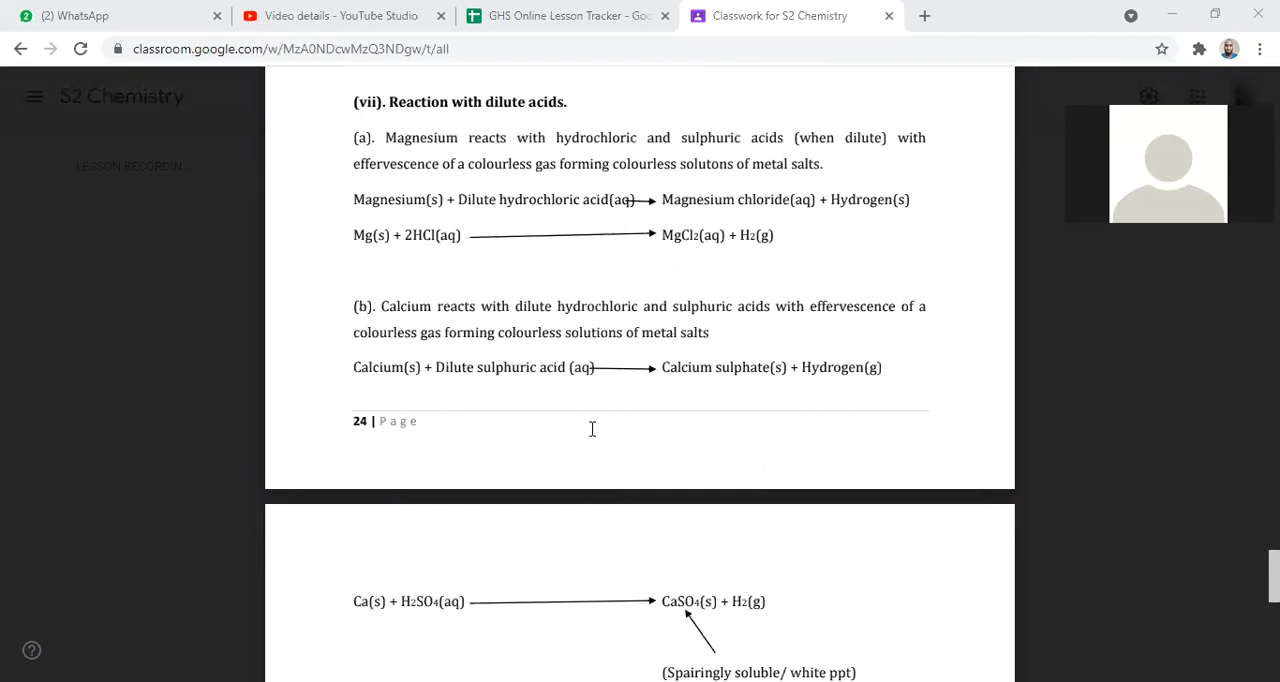 (2) WhatsApp
Video details - YouTube Studio
GHS Online Lesson Tracker - Goo
Classwork for S2 Chemistry
classroom.google.com/w/MzA0NDcwMzQ3NDgw/t/all
S2 Chemistry
LESSON RECORDIN...
(vii). Reaction with dilute acids.
(a). Magnesium reacts with hydrochloric and sulphuric acids (when dilute) with
effervescence of a colourless gas forming colourless solutons of metal salts.
Magnesium(s) + Dilute hydrochloric acid(aq) Magnesium chloride(aq) + Hydrogen(s)
Mg(s) + 2HCl(aq) MgCl2(aq) + H2(g)
(b). Calcium reacts with dilute hydrochloric and sulphuric acids with effervescence of a
colourless gas forming colourless solutions of metal salts
Calcium(s) + Dilute sulphuric acid (aq) Calcium sulphate(s) + Hydrogen(g)
24 | Page
Ca(s) + H2SO4(aq) CaSO4(s) + H2(g)
(Spairingly soluble/ white ppt)